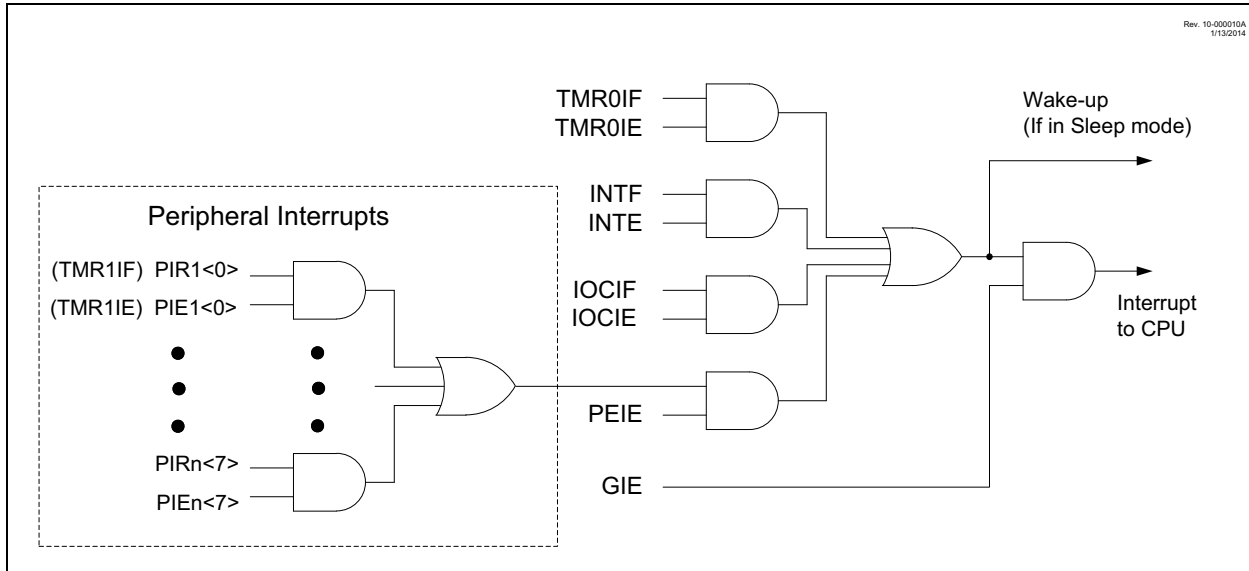 Rev. 10-000010A
1/13/2014
TMR0IF
TMR0IE
Wake-up
(If in Sleep mode)
INTF
INTE
Peripheral Interrupts
(TMR1IF) PIR1<0>
(TMR1IE) PIE1<0>
IOCIF
IOCIE
Interrupt
to CPU
PEIE
PIRn<7>
PIEn<7>
GIE